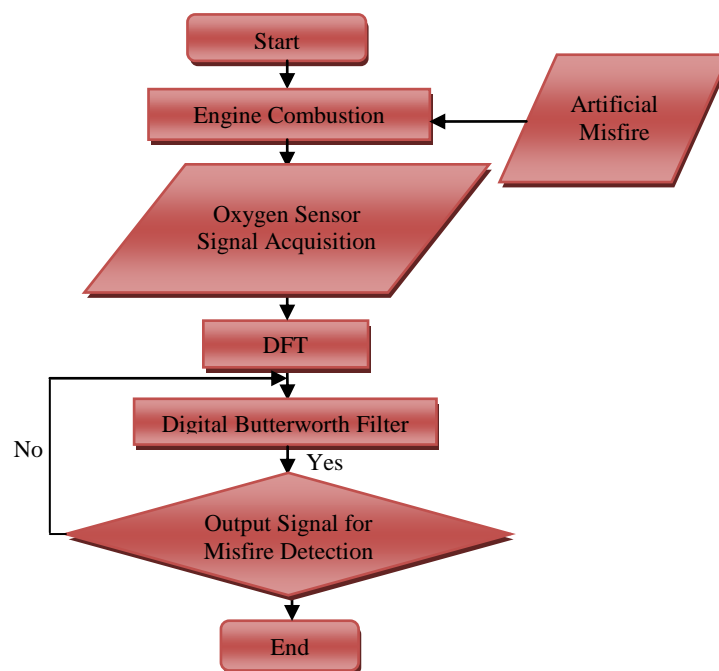 Start
Engine Combustion
Artificial
Misfire
Oxygen Sensor
Signal Acquisition
DFT
Digital Butterworth Filter
No
Yes
Output Signal for
Misfire Detection
End